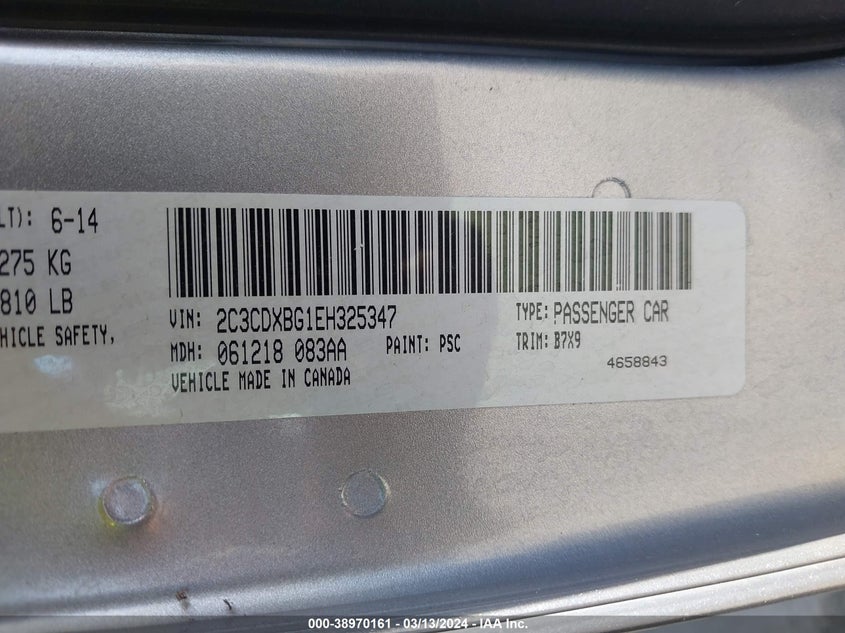 LT): 6-14
275 KG
810 LB
HICLE SAFETY,
VIN: 2C3CDXBG1EH325347
TYPE: PASSENGER CAR
MDH: 061218 083AA PAINT: PSC
TRIM: B7X9
VEHICLE MADE IN CANADA
4658843
000-38970161 - 03/13/2024 - IAA Inc.